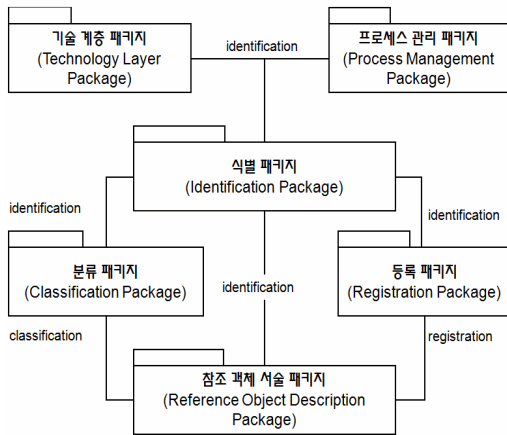 기술 계층 패키지
(Technology Layer
Package)
identification
프로세스 관리 패키지
(Process Management
Package)
식별 패키지
(Identification Package)
identification
identification
분류 패키지
(Classification Package)
identification
등록 패키지
(Registration Package)
classification
registration
참조 객체 서술 패키지
(Reference Object Description
Package)